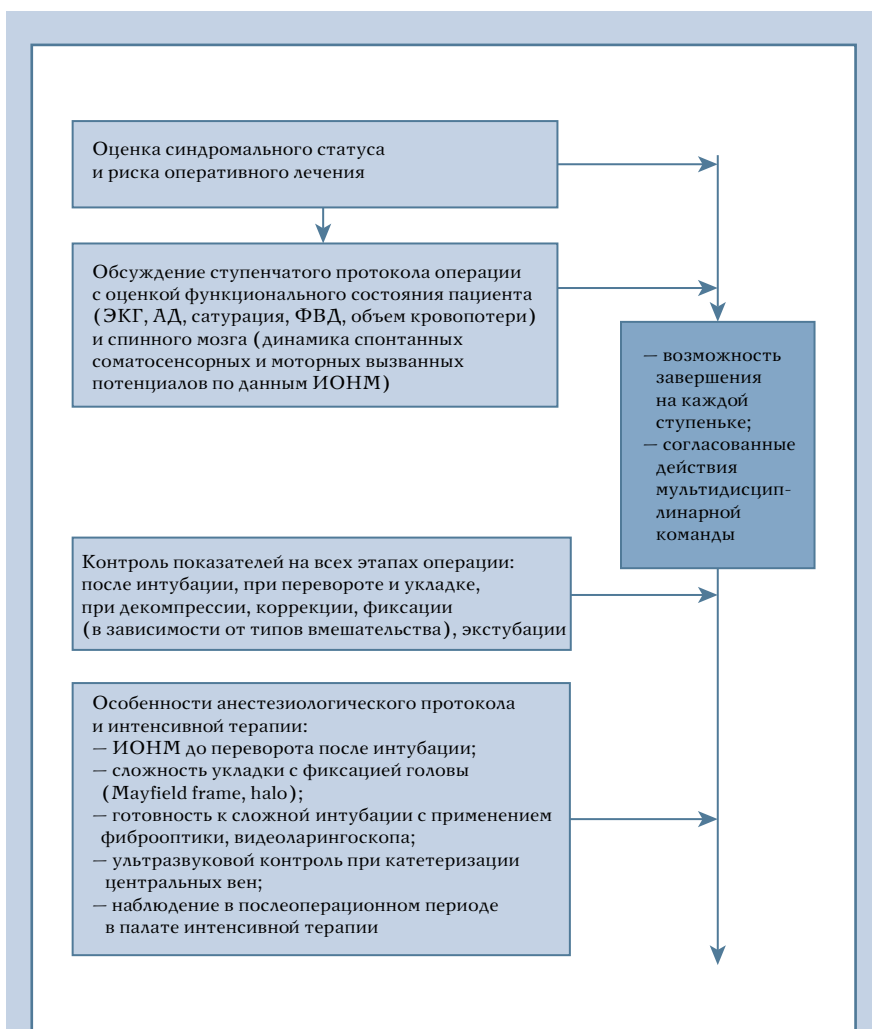 Оценка синдромального статуса
и риска оперативного лечения
Обсуждение ступенчатого протокола операции
с оценкой функционального состояния пациента
(ЭКГ, АД, сатурация, ФВД, объем кровопотери)
и спинного мозга (динамика спонтанных
соматосенсорных и моторных вызванных
потенциалов по данным ИОНМ)
— возможность
завершения
на каждой
ступеньке;
— согласованные
действия
мультидисцип-
линарной
команды
Контроль показателей на всех этапах операции:
после интубации, при перевороте и укладке,
при декомпрессии, коррекции, фиксации
(в зависимости от типов вмешательства), экстубации
Особенности анестезиологического протокола
и интенсивной терапии:
— ИОНМ до переворота после интубации;
— сложность укладки с фиксацией головы
(Mayfield frame, halo);
— готовность к сложной интубации с применением
фиброоптики, видеоларингоскопа;
— ультразвуковой контроль при катетеризации
центральных вен;
— наблюдение в послеоперационном периоде
в палате интенсивной терапии